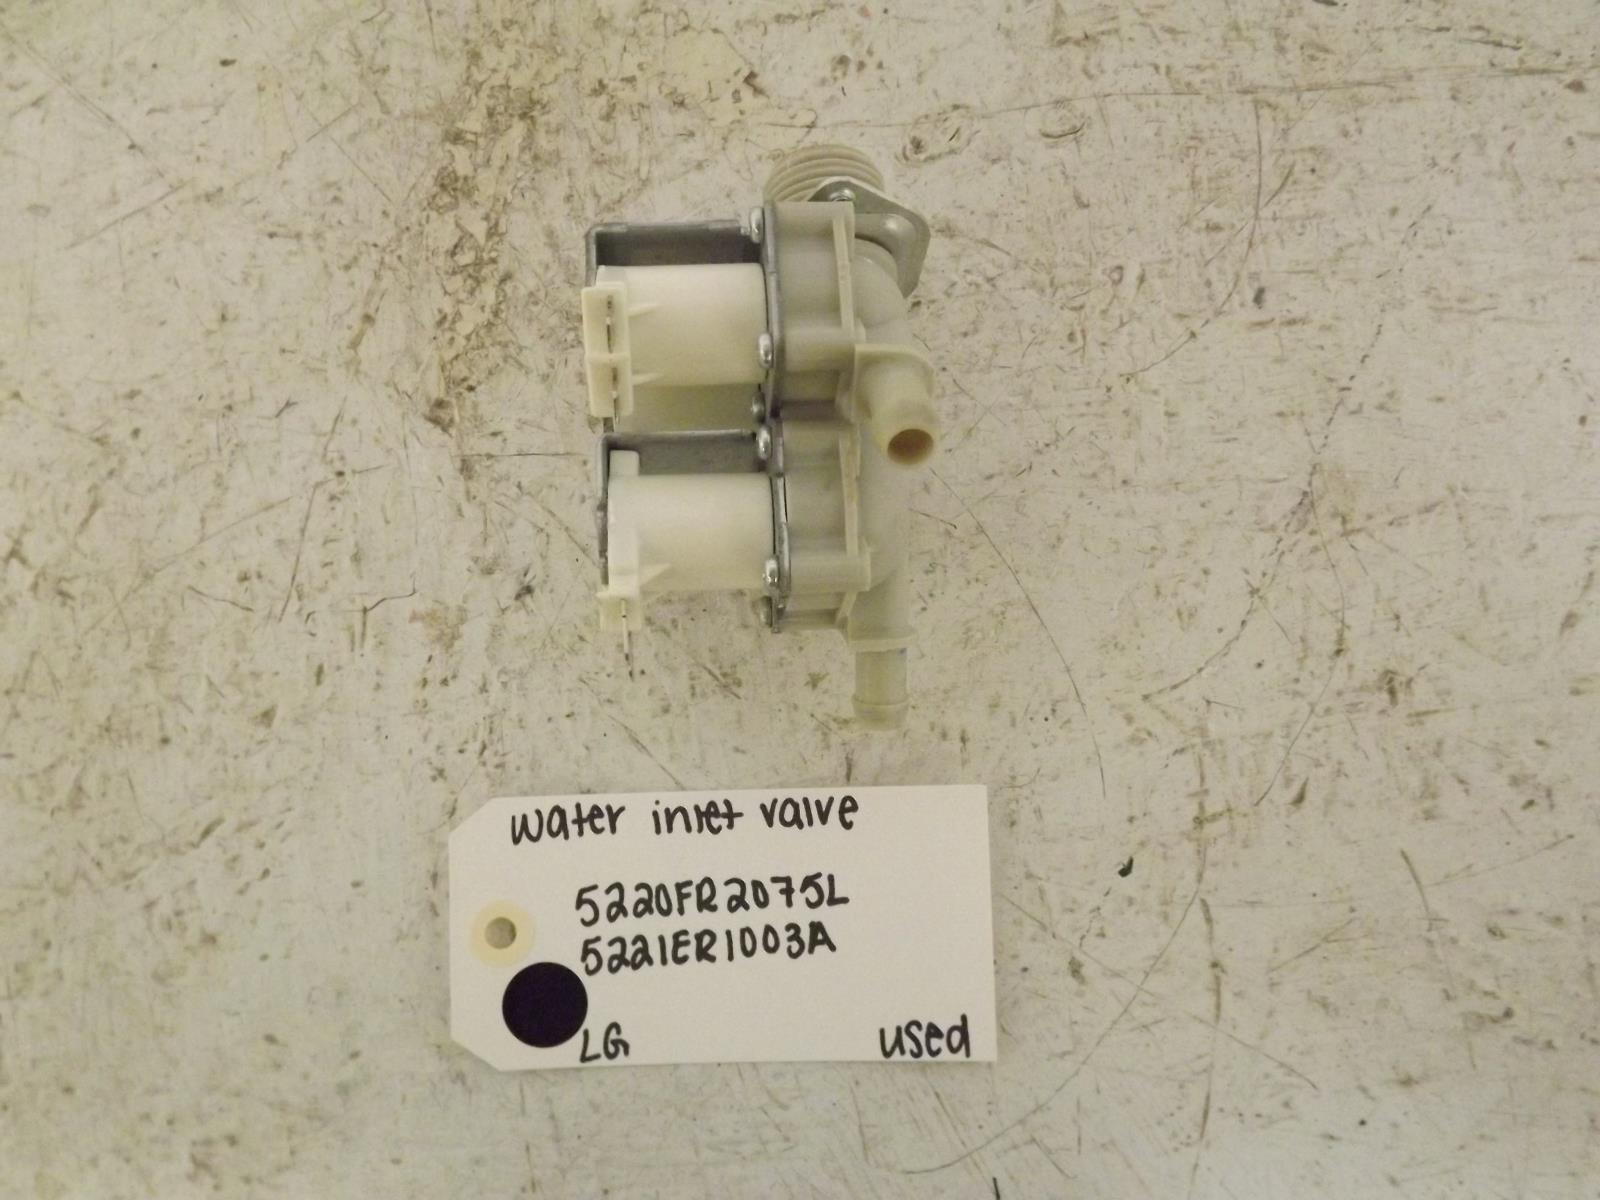 water inlet valve
5220FR2075L
5221ER1003A
LG
used